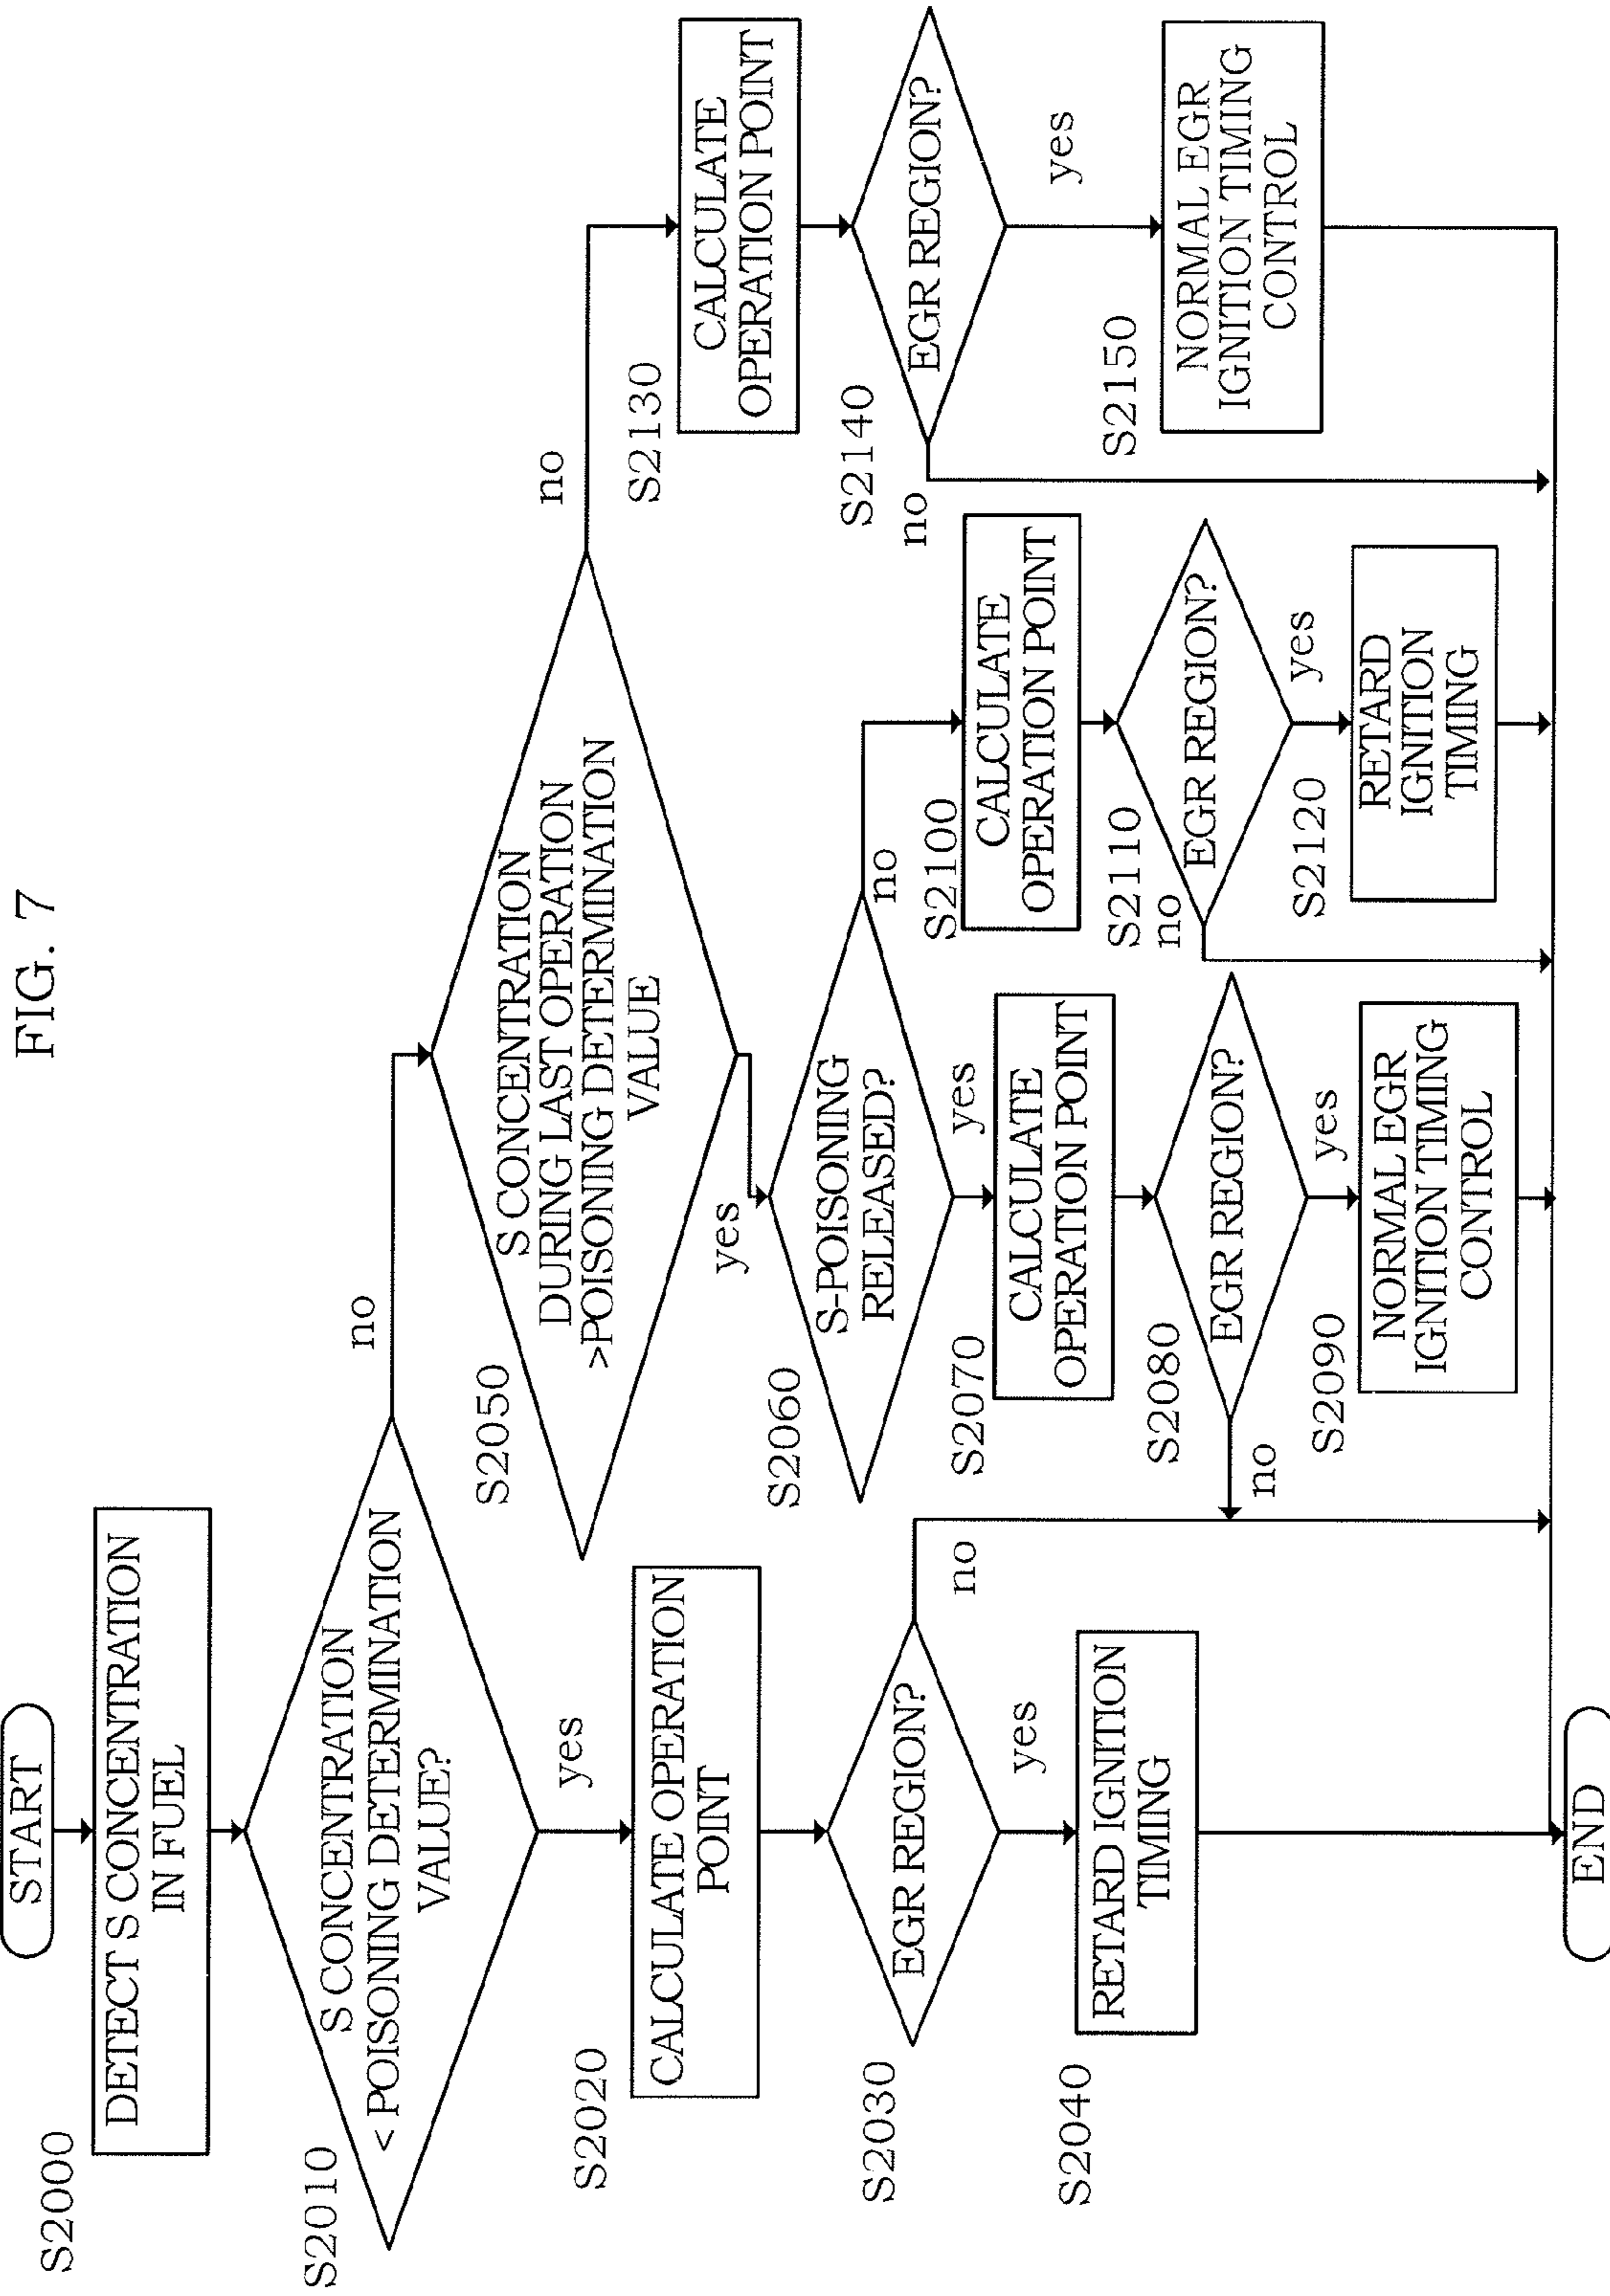 FIG. 7
START
S2000
DETECT S CONCENTRATION
IN FUEL
S2010
S CONCENTRATION
< POISONING DETERMINATION
VALUE?
no
yes
S2020
CALCULATE OPERATION
POINT
S2030
EGR REGION?
no
yes
S2040
RETARD IGNITION
TIMING
S2050
S CONCENTRATION
DURING LAST OPERATION
>POISONING DETERMINATION
VALUE
no
yes
S2060
S-POISONING
RELEASED?
no
yes
S2070
CALCULATE
OPERATION POINT
S2080
EGR REGION?
no
yes
S2090
NORMAL EGR
IGNITION TIMING
CONTROL
S2100
CALCULATE
OPERATION POINT
S2110
EGR REGION?
no
yes
S2120
RETARD
IGNITION
TIMING
S2130
CALCULATE
OPERATION POINT
S2140
EGR REGION?
no
yes
S2150
NORMAL EGR
IGNITION TIMING
CONTROL
END